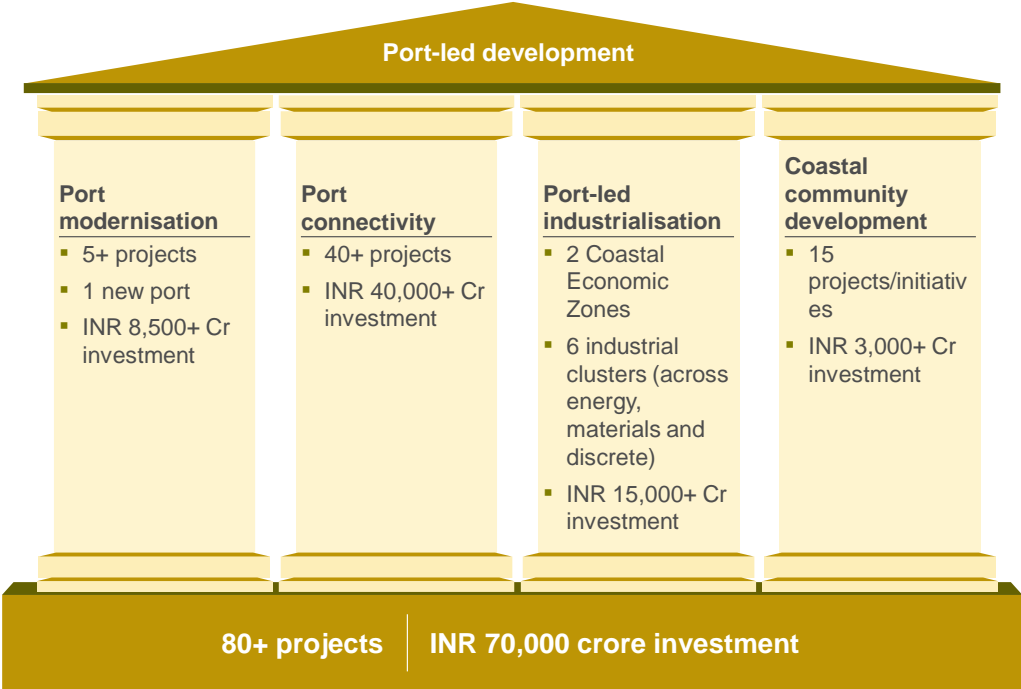 Port-led development
Port
modernisation
▪ 5+ projects
▪ 1 new port
▪ INR 8,500+ Cr
investment
Port
connectivity
▪ 40+ projects
▪ INR 40,000+ Cr
investment
Port-led
industrialisation
▪ 2 Coastal
Economic
Zones
▪ 6 industrial
clusters (across
energy,
materials and
discrete)
▪ INR 15,000+ Cr
investment
Coastal
community
development
▪ 15
projects/initiativ
es
▪ INR 3,000+ Cr
investment
80+ projects
INR 70,000 crore investment